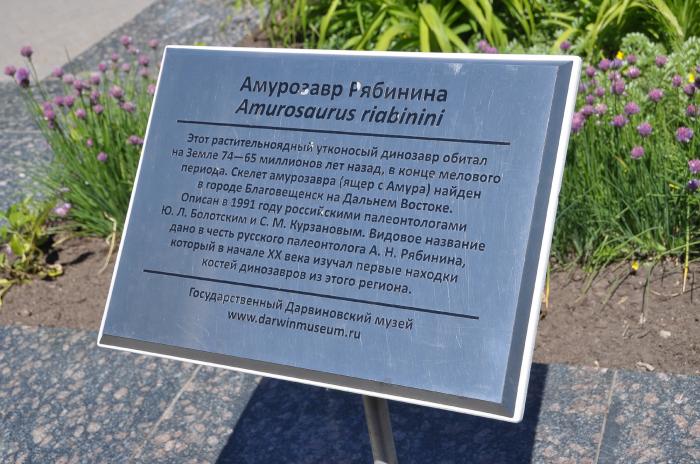 Амурозавр Рябинина
Amurosaurus riabinini
Этот растительноядный утконосый динозавр обитал
на Земле 74—65 миллионов лет назад, в конце мелового
периода. Скелет амурозавра (ящер с Амура) найден
в городе Благовещенск на Дальнем Востоке.
Описан в 1991 году российскими палеонтологами
Ю. Л. Болотским и С. М. Курзановым. Видовое название
дано в честь русского палеонтолога А. Н. Рябинина,
который в начале XX века изучал первые находки
костей динозавров из этого региона.
Государственный Дарвиновский музей
www.darwinmuseum.ru